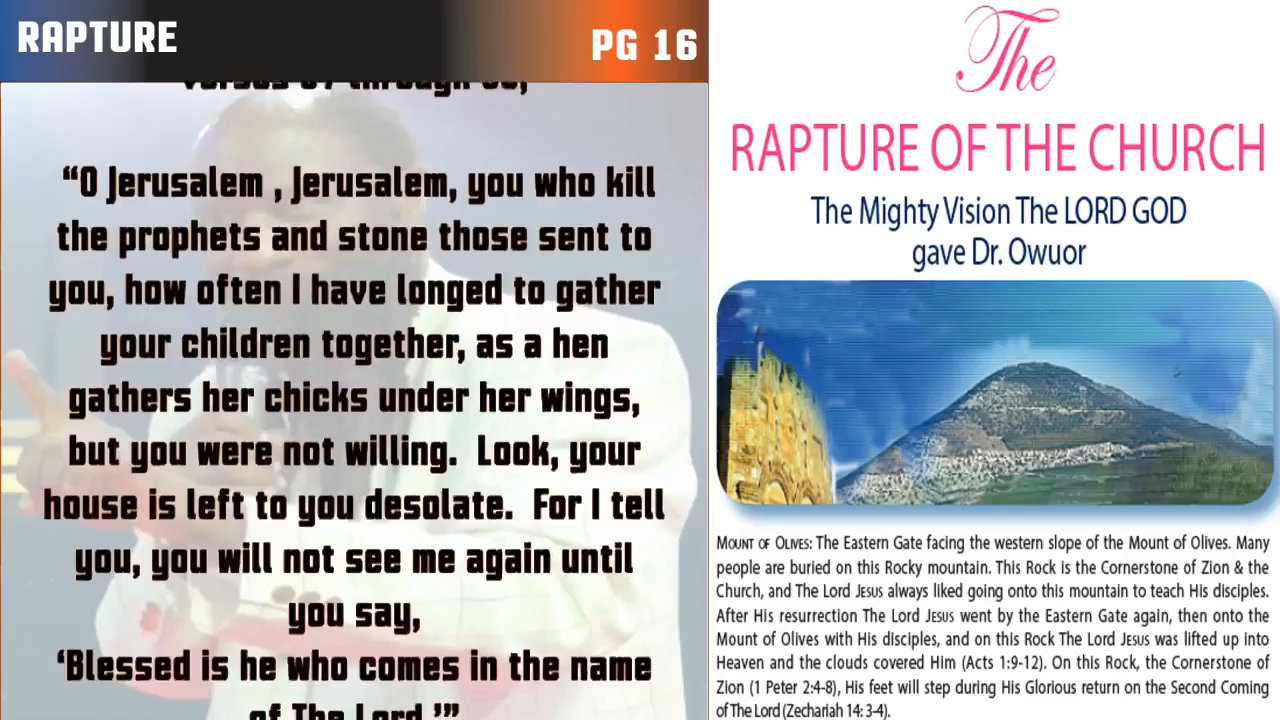 RAPTURE
PG 16
“O Jerusalem , Jerusalem, you who kill
the prophets and stone those sent to
you, how often I have longed to gather
your children together, as a hen
gathers her chicks under her wings,
but you were not willing.  Look, your
house is left to you desolate.  For I tell
you, you will not see me again until
you say,
‘Blessed is he who comes in the name
of The Lord.’”
The
RAPTURE OF THE CHURCH
The Mighty Vision The LORD GOD
gave Dr. Owuor
MOUNT OF OLIVES: The Eastern Gate facing the western slope of the Mount of Olives. Many
people are buried on this Rocky mountain. This Rock is the Cornerstone of Zion & the
Church, and The Lord JESUS always liked going onto this mountain to teach His disciples.
After His resurrection The Lord JESUS went by the Eastern Gate again, then onto the
Mount of Olives with His disciples, and on this Rock The Lord JESUS was lifted up into
Heaven and the clouds covered Him (Acts 1:9-12). On this Rock, the Cornerstone of
Zion (1 Peter 2:4-8), His feet will step during His Glorious return on the Second Coming
of The Lord (Zechariah 14: 3-4).